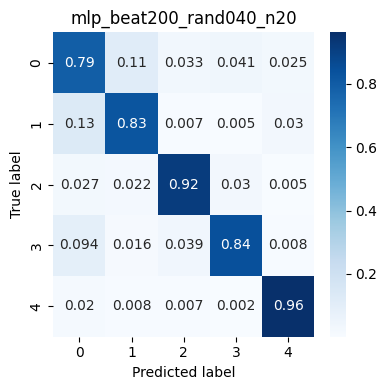 mlp_beat200_rand040_n20
0 0.79 0.11 0.033 0.041 0.025
1 0.13 0.83 0.007 0.005 0.03
2 0.027 0.022 0.92 0.03 0.005
3 0.094 0.016 0.039 0.84 0.008
4 0.02 0.008 0.007 0.002 0.96
0 1 2 3 4
True label
Predicted label
0.8
0.6
0.4
0.2